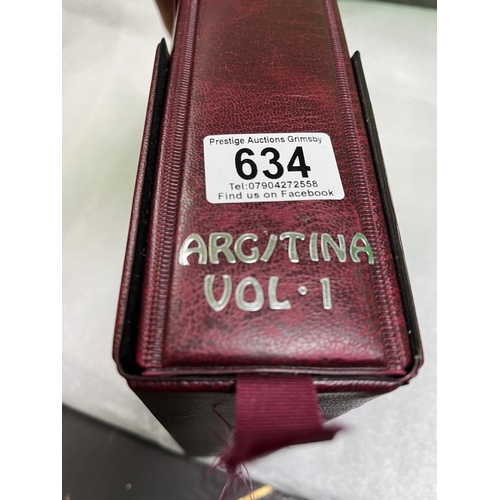 Prestige Auctions Grimsby
634
Tel:07904272558
Find us on Facebook
ARG/TINA
VOL·1